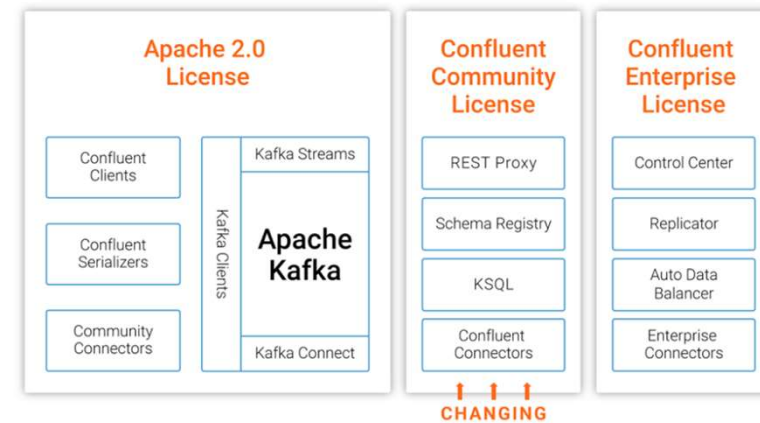 Apache 2.0
License
Confluent
Clients
Confluent
Serializers
Community
Connectors
Kafka Clients
Kafka Streams
Apache
Kafka
Kafka Connect
Confluent
Community
License
REST Proxy
Schema Registry
KSQL
Confluent
Connectors
CHANGING
Confluent
Enterprise
License
Control Center
Replicator
Auto Data
Balancer
Enterprise
Connectors